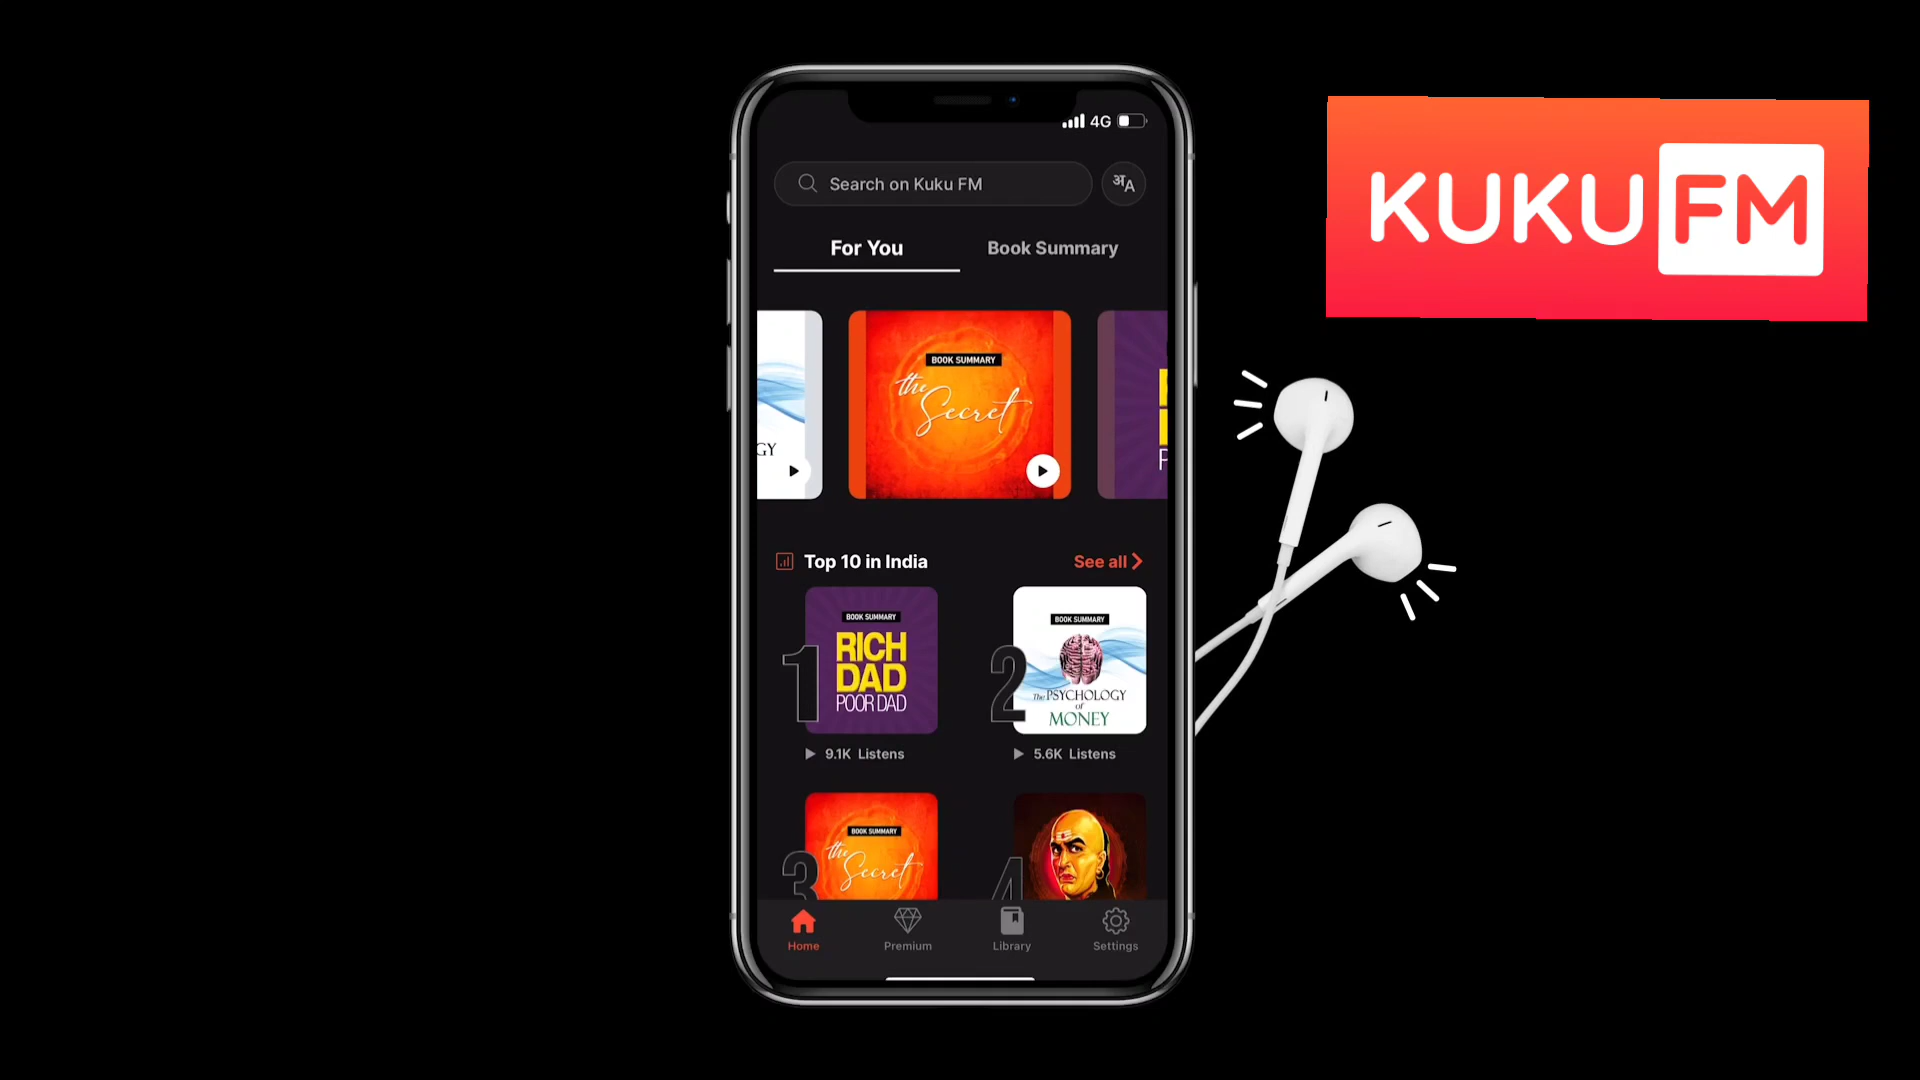 4G
KUKU FM
Search on Kuku FM
अA
For You
Book Summary
GY
BOOK SUMMARY
the
Secret
P
Top 10 in India
See all
1
BOOK SUMMARY
RICH
DAD
POOR DAD
9.1K Listens
2
BOOK SUMMARY
The PSYCHOLOGY
of
MONEY
5.6K Listens
3
BOOK SUMMARY
the
Secret
4
Home
Premium
Library
Settings